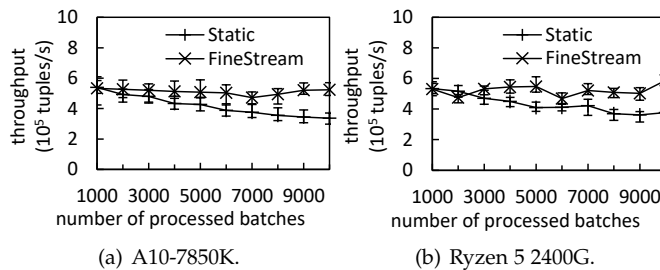 throughput
(10⁵ tuples/s)
10
8
6
4
2
0
Static
FineStream
1000 3000 5000 7000 9000
number of processed batches
(a) A10-7850K.
throughput
(10⁵ tuples/s)
10
8
6
4
2
0
Static
FineStream
1000 3000 5000 7000 9000
number of processed batches
(b) Ryzen 5 2400G.